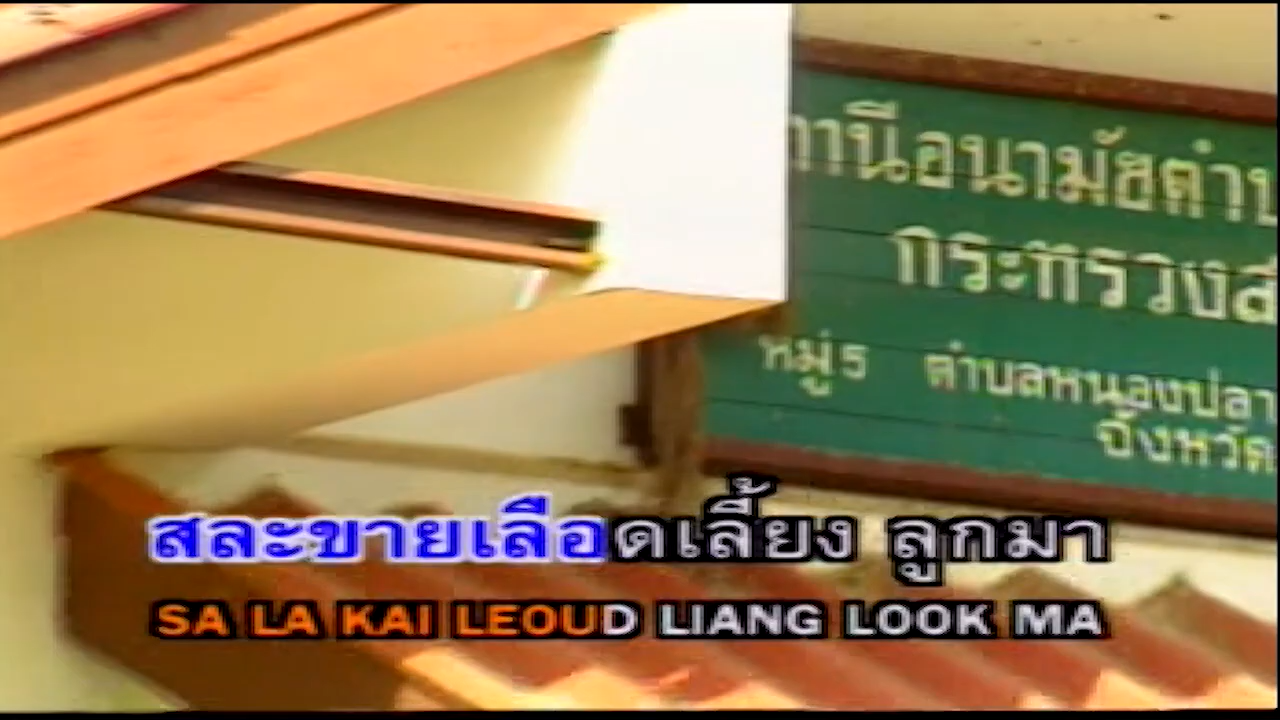 านีอนามัยตำบ
กระทรวงส
หมู่5 ตำบลหนองปลา
จังหวัด
สละขายเลือดเลี้ยง ลูกมา
SA LA KAI LEOUD LIANG LOOK MA